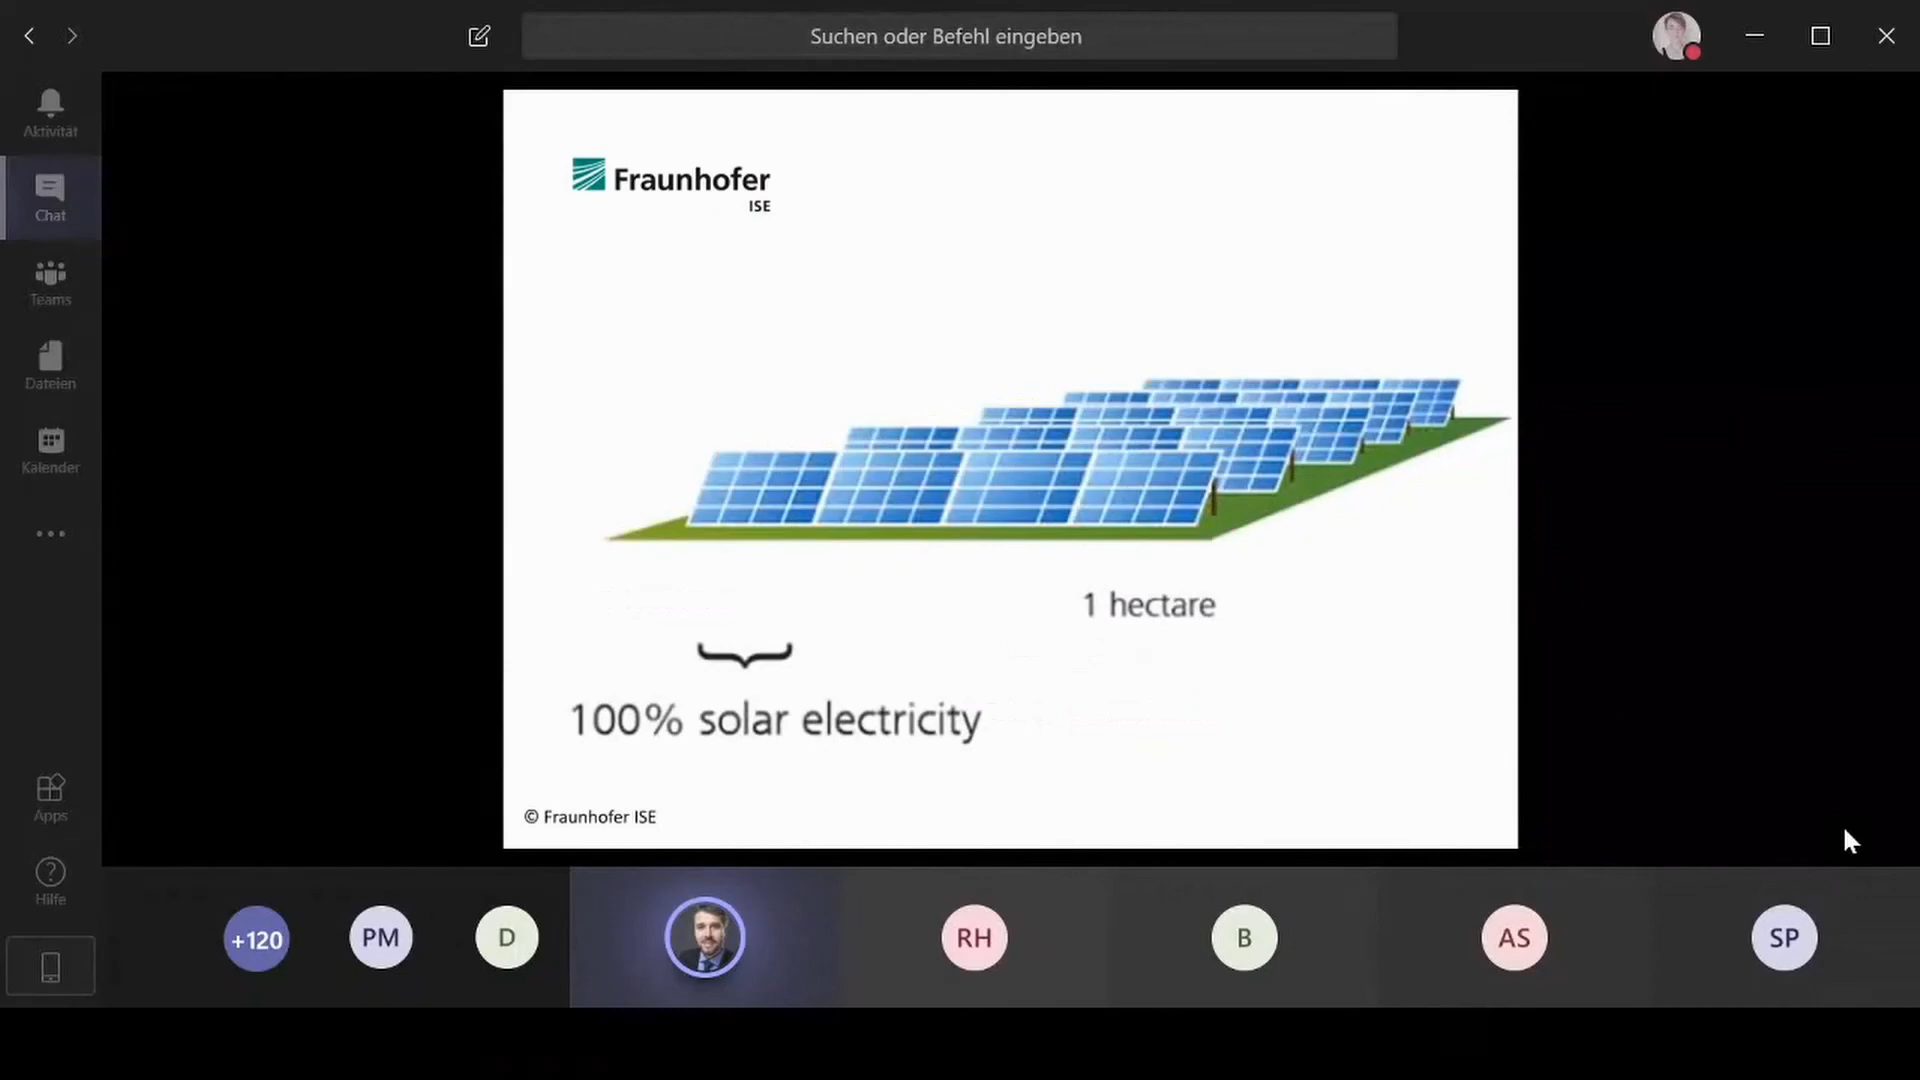 Suchen oder Befehl eingeben
Aktivität
Chat
Teams
Dateien
Kalender
Apps
Hilfe
Fraunhofer
ISE
1 hectare
100% solar electricity
© Fraunhofer ISE
+120
PM
D
RH
B
AS
SP